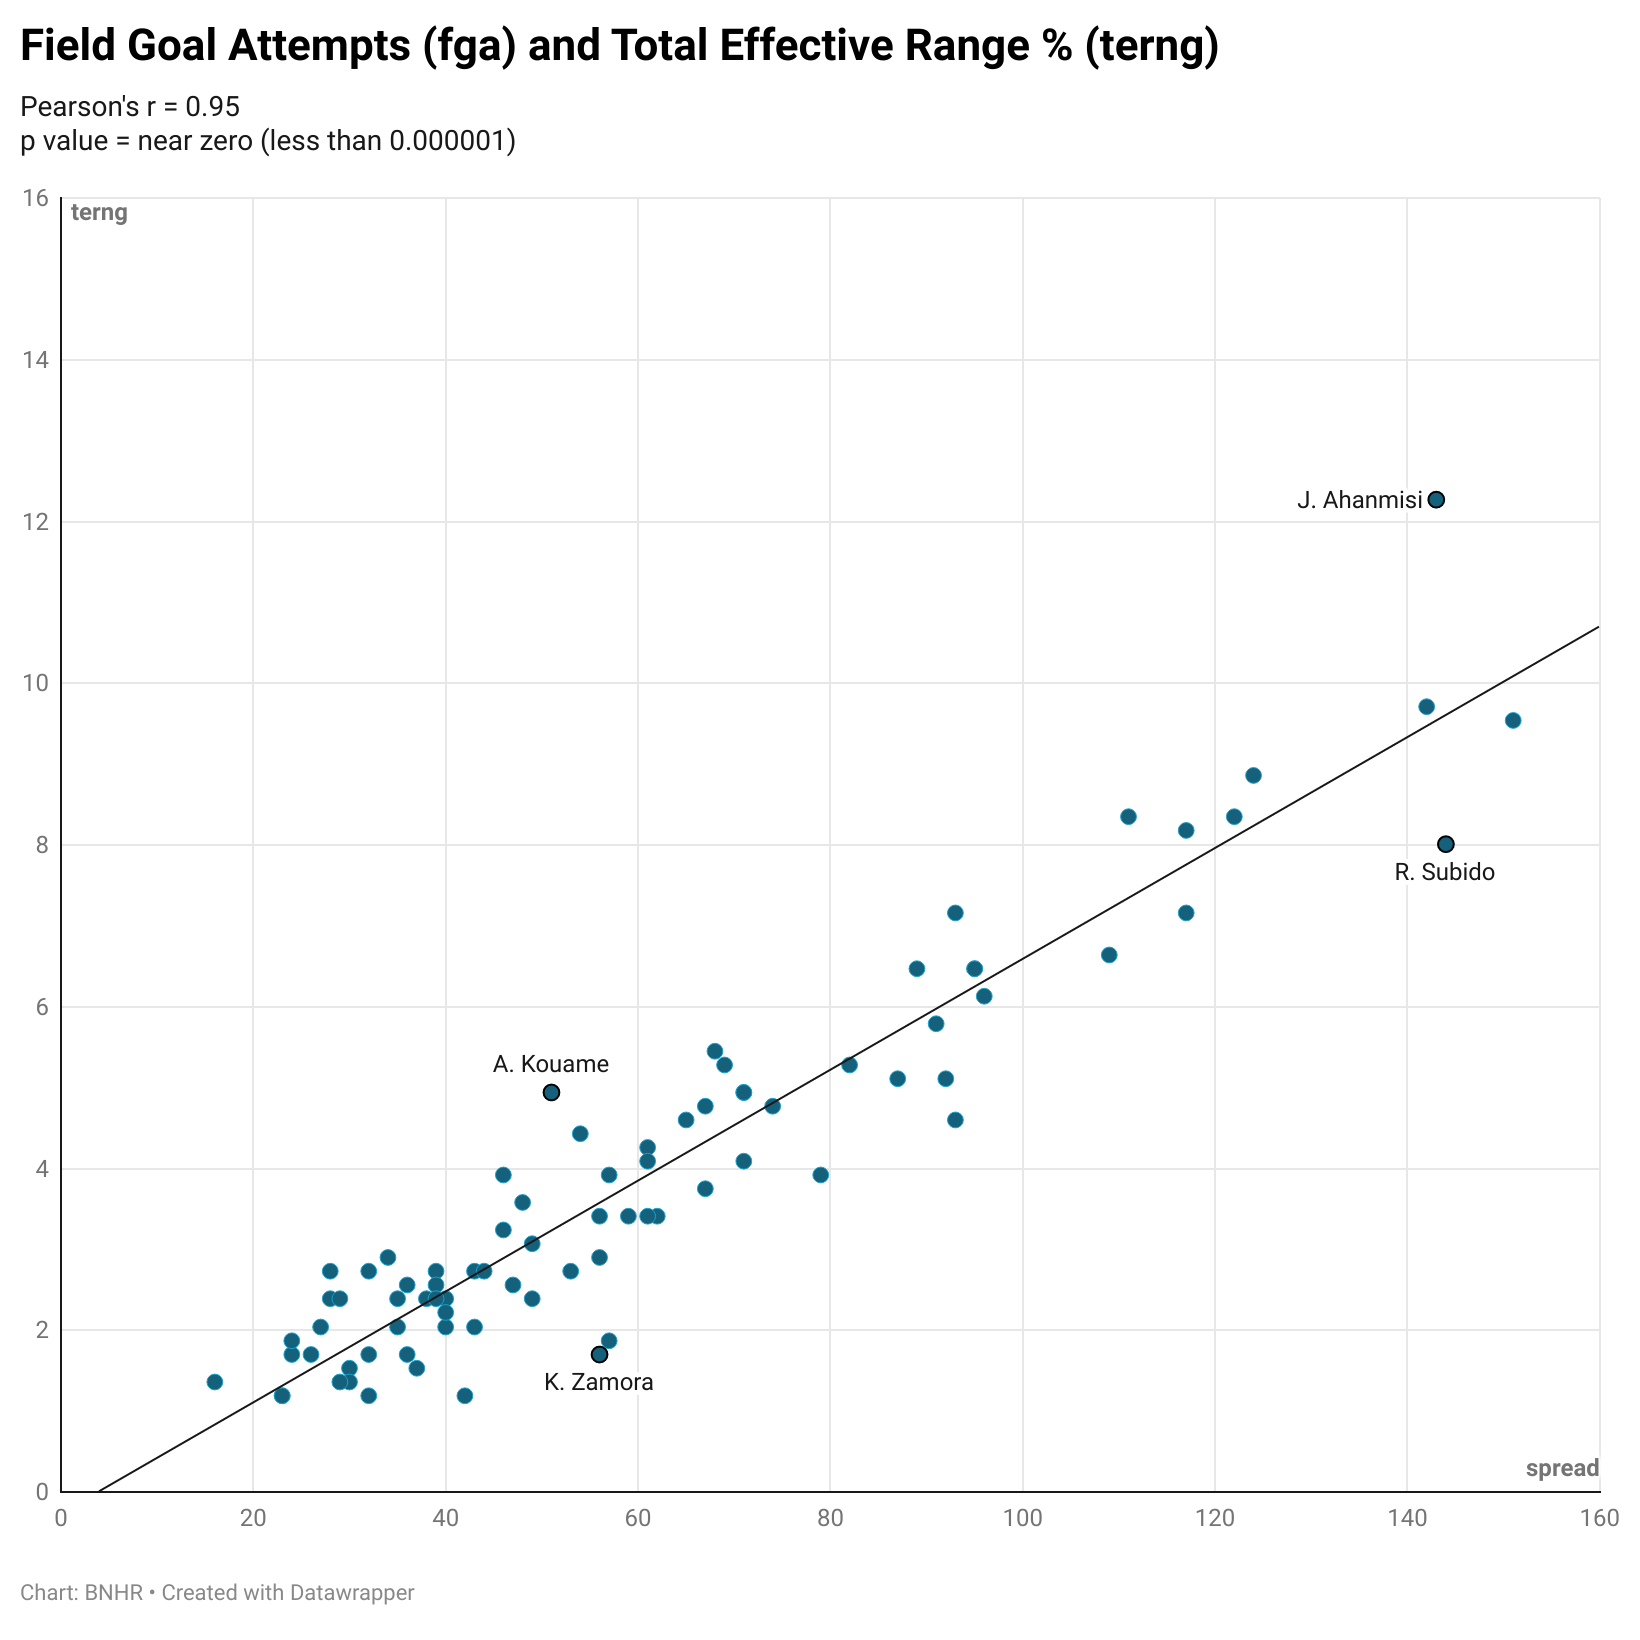 Field Goal Attempts (fga) and Total Effective Range % (terng)
Pearson's r = 0.95
p value = near zero (less than 0.000001)
16
terng
14
J. Ahanmisi
12
10
8
R. Subido
6
A. Kouame
4
2
K. Zamora
spread
0
0 20 40 60 80 100 120 140 160
Chart: BNHR • Created with Datawrapper